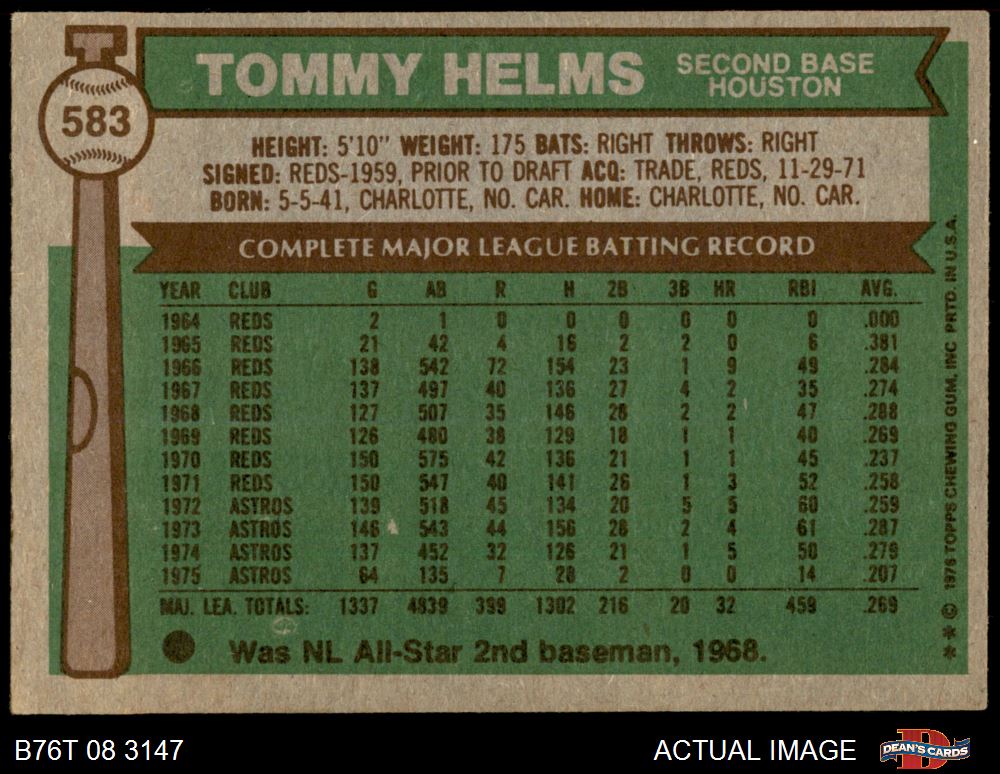 TOMMY HELMS SECOND BASE
HOUSTON
583
HEIGHT: 5'10" WEIGHT: 175 BATS: RIGHT THROWS: RIGHT
SIGNED: REDS-1959, PRIOR TO DRAFT ACQ: TRADE, REDS, 11-29-71
BORN: 5-5-41, CHARLOTTE, NO. CAR. HOME: CHARLOTTE, NO. CAR.
COMPLETE MAJOR LEAGUE BATTING RECORD
YEAR CLUB G AB R H 2B 3B HR RBI AVG.
1964 REDS 2 1 0 0 0 0 0 0 .000
1965 REDS 21 42 4 16 2 2 0 6 .381
1966 REDS 138 542 72 154 23 1 9 49 .284
1967 REDS 137 497 40 136 27 4 2 35 .274
1968 REDS 127 507 35 146 28 2 2 47 .288
1969 REDS 126 480 38 129 18 1 1 40 .269
1970 REDS 150 575 42 136 21 1 1 45 .237
1971 REDS 150 547 40 141 26 1 3 52 .258
1972 ASTROS 139 518 45 134 20 5 5 60 .259
1973 ASTROS 146 543 44 156 28 2 4 61 .287
1974 ASTROS 137 452 32 126 21 1 5 50 .279
1975 ASTROS 64 135 7 28 2 0 0 14 .207
MAJ. LEA. TOTALS: 1337 4839 399 1302 216 20 32 459 .269
Was NL All-Star 2nd baseman, 1968.
** © 1976 TOPPS CHEWING GUM, INC PRTD. IN U.S.A.
B76T 08 3147 ACTUAL IMAGE DEAN'S CARDS